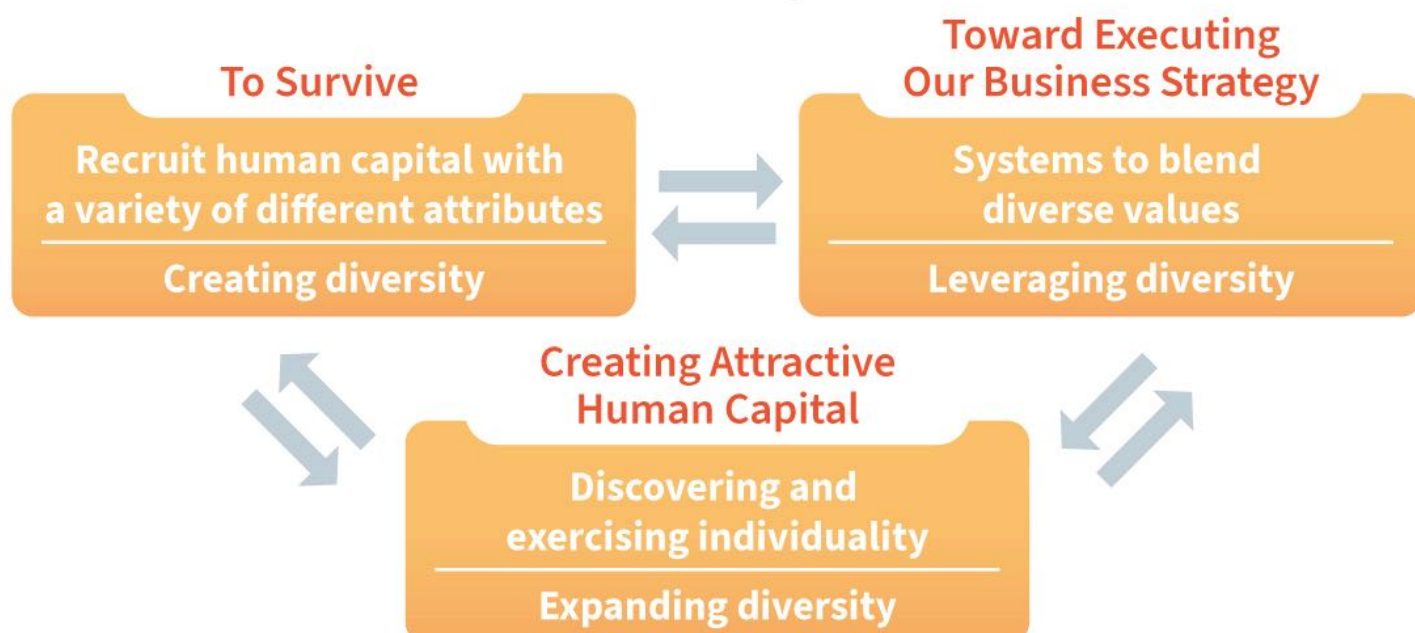 To Survive
Recruit human capital with
a variety of different attributes
Creating diversity
Toward Executing
Our Business Strategy
Systems to blend
diverse values
Leveraging diversity
Creating Attractive
Human Capital
Discovering and
exercising individuality
Expanding diversity